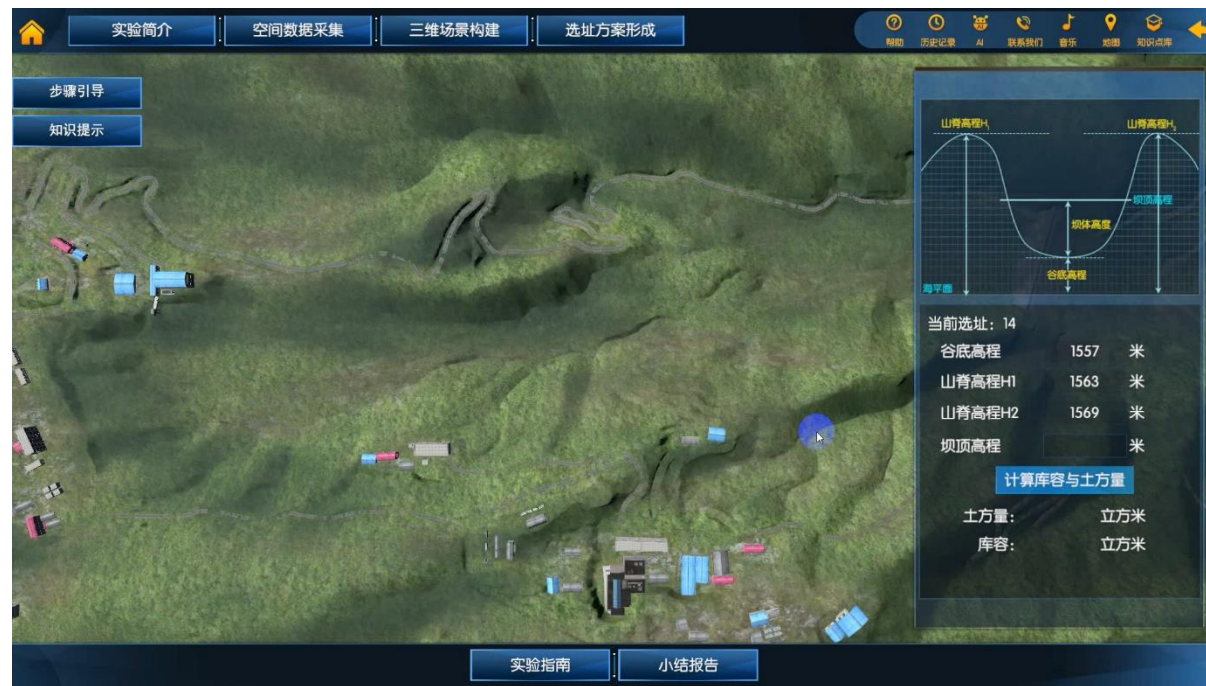 实验简介
空间数据采集
三维场景构建
选址方案形成
帮助
历史记录
AI
联系我们
音乐
地图
知识点库
步骤引导
知识提示
山脊高程H₁
山脊高程H₂
坝顶高程
坝体高度
谷底高程
海平面
当前选址：14
谷底高程 1557 米
山脊高程H1 1563 米
山脊高程H2 1569 米
坝顶高程 米
计算库容与土方量
土方量： 立方米
库容： 立方米
实验指南
小结报告